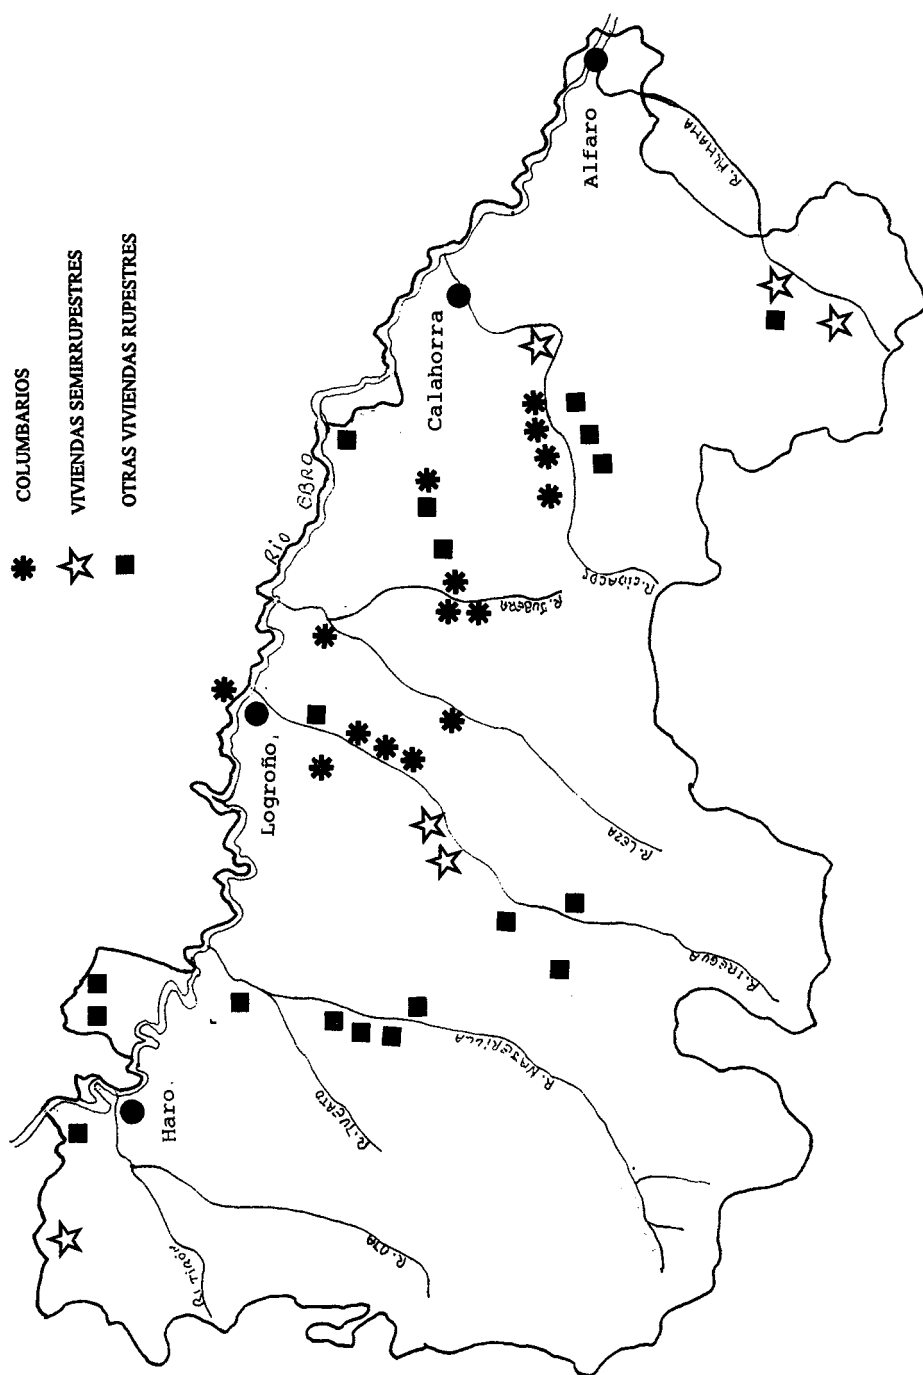 COLUMBARIOS
VIVIENDAS SEMIRRUPESTRES
OTRAS VIVIENDAS RUPESTRES
RIO EBRO
Haro.
Logroño,
Calahorra
Alfaro
R. TIRÓN
R. OJA
R. TUERTO
R. NAJERILLA
R. IREGUA
R. LEZA
R. JUBERA
R. CIDACOS
R. ALHAMA